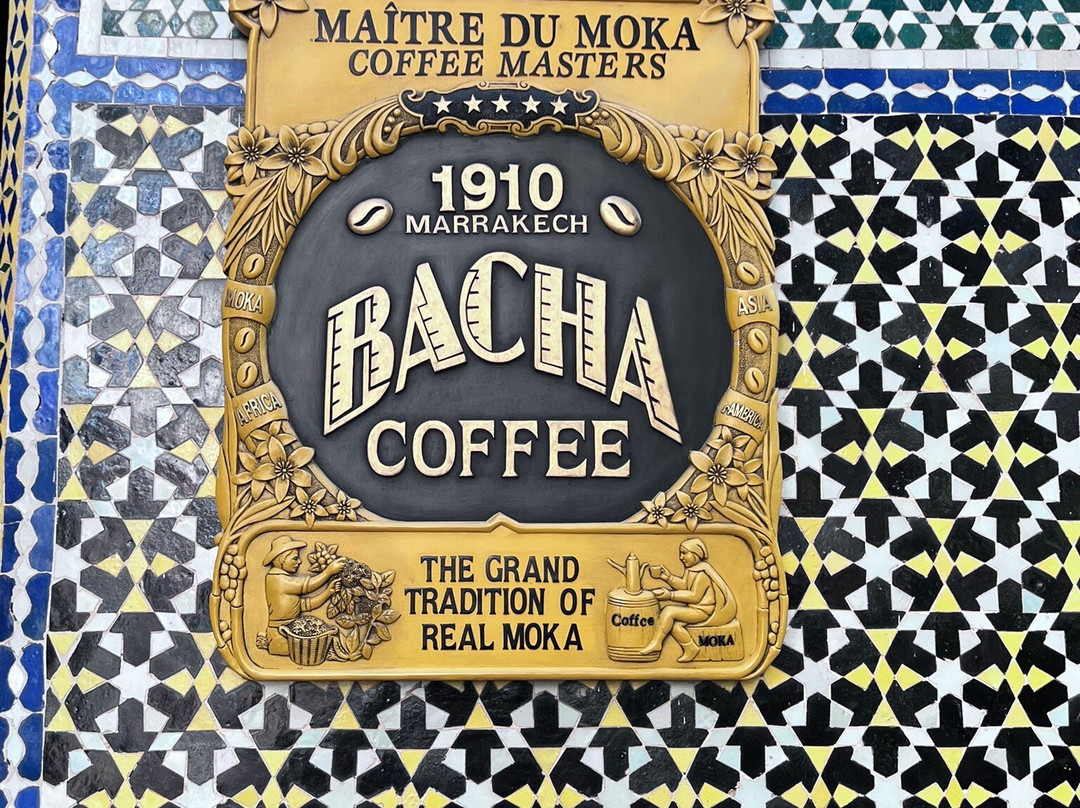 MAÎTRE DU MOKA
COFFEE MASTERS
1910
MARRAKECH
BACHA
COFFEE
MOKA
ASIA
AFRICA
AMERICA
THE GRAND
TRADITION OF
REAL MOKA
Coffee
MOKA